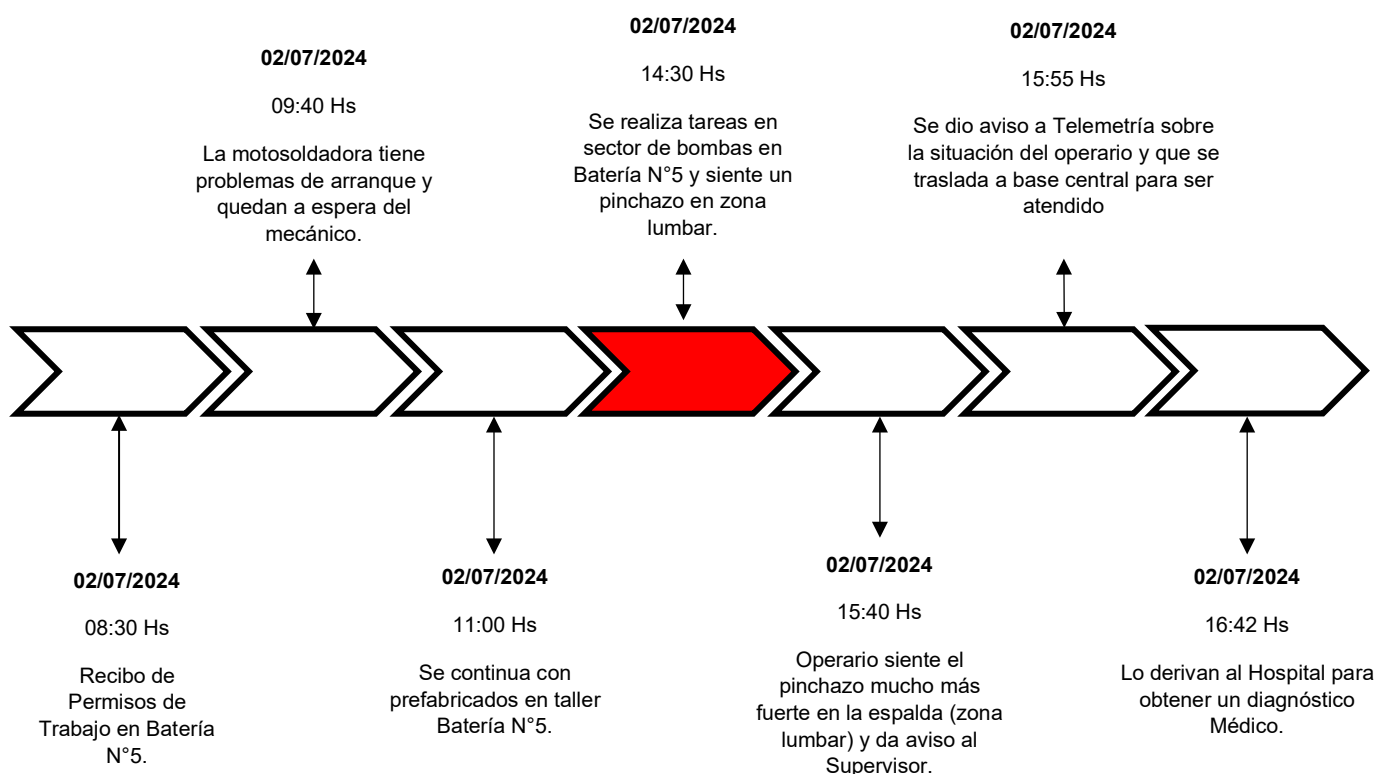 02/07/2024
08:30 Hs
Recibo de
Permisos de
Trabajo en Batería
N°5.
02/07/2024
09:40 Hs
La motosoldadora tiene
problemas de arranque y
quedan a espera del
mecánico.
02/07/2024
11:00 Hs
Se continua con
prefabricados en taller
Batería N°5.
02/07/2024
14:30 Hs
Se realiza tareas en
sector de bombas en
Batería N°5 y siente un
pinchazo en zona
lumbar.
02/07/2024
15:40 Hs
Operario siente el
pinchazo mucho más
fuerte en la espalda (zona
lumbar) y da aviso al
Supervisor.
02/07/2024
15:55 Hs
Se dio aviso a Telemetría sobre
la situación del operario y que se
traslada a base central para ser
atendido
02/07/2024
16:42 Hs
Lo derivan al Hospital para
obtener un diagnóstico
Médico.